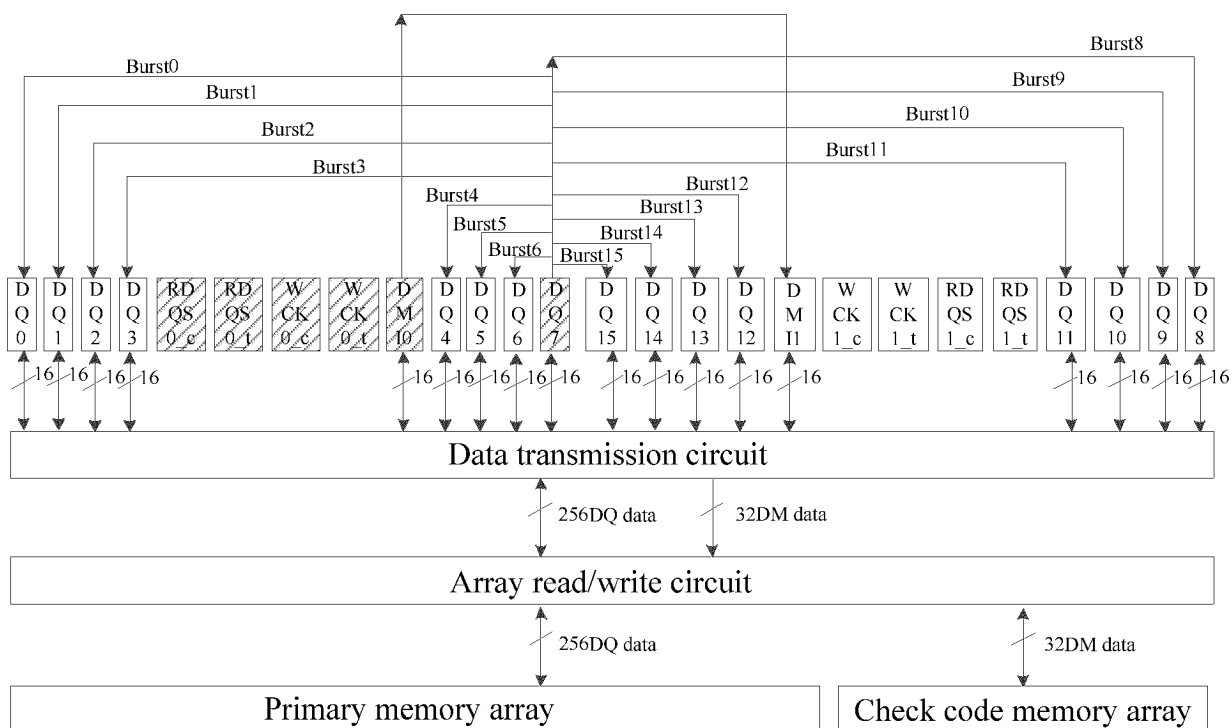 Burst8
Burst0
Burst9
Burst1
Burst10
Burst2
Burst11
Burst3
Burst12
Burst4
Burst13
Burst5
Burst14
Burst6
Burst15
D D D D RD RD W W D D D D D D D D D D W W RD RD D D D D
Q Q Q Q QS QS CK CK M Q Q Q Q Q Q Q Q M CK CK QS QS Q Q Q Q
0 1 2 3 0_c 0_t 0_c 0_t I0 4 5 6 7 15 14 13 12 I1 1_c 1_t 1_c 1_t 11 10 9 8
16 16 16 16 16 16 16 16 16 16 16 16 16 16 16 16 16 16
Data transmission circuit
256DQ data 32DM data
Array read/write circuit
256DQ data 32DM data
Primary memory array Check code memory array